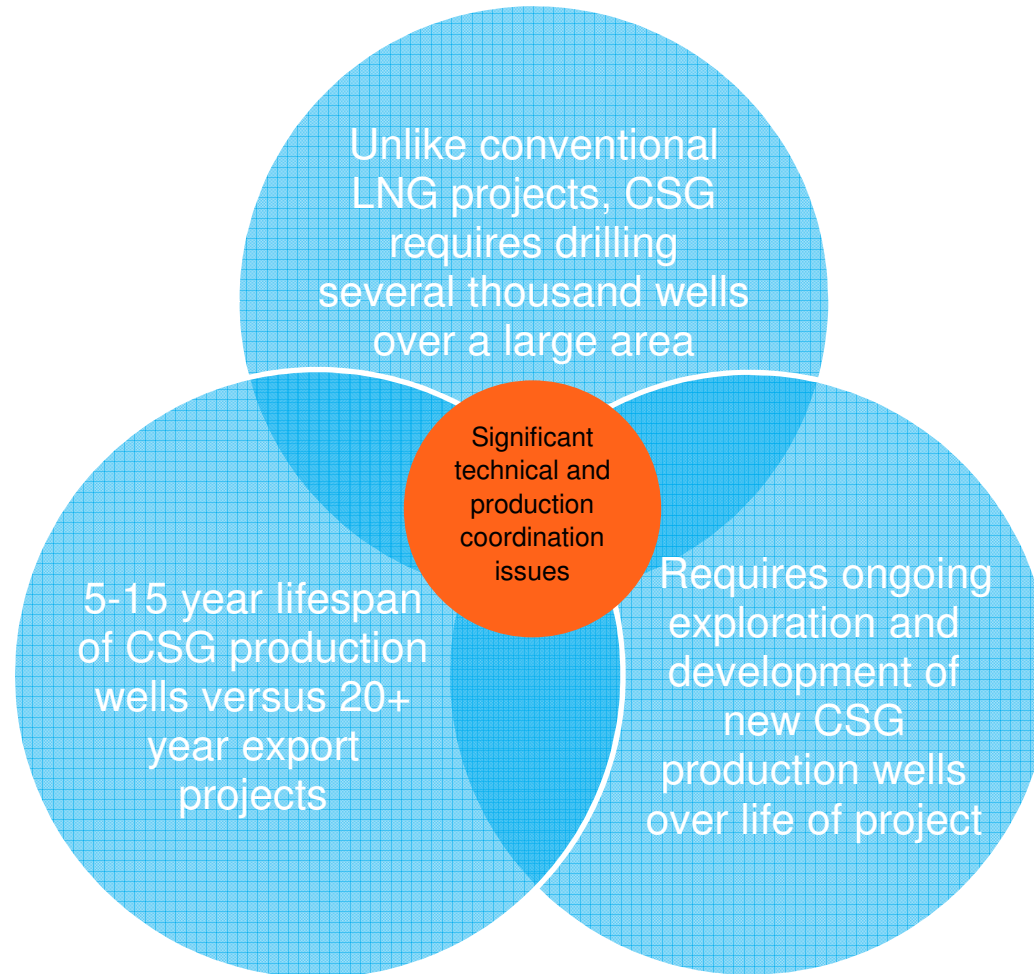 Unlike conventional
LNG projects, CSG
requires drilling
several thousand wells
over a large area
Significant
technical and
production
coordination
issues
5-15 year lifespan
of CSG production
wells versus 20+
year export
projects
Requires ongoing
exploration and
development of
new CSG
production wells
over life of project